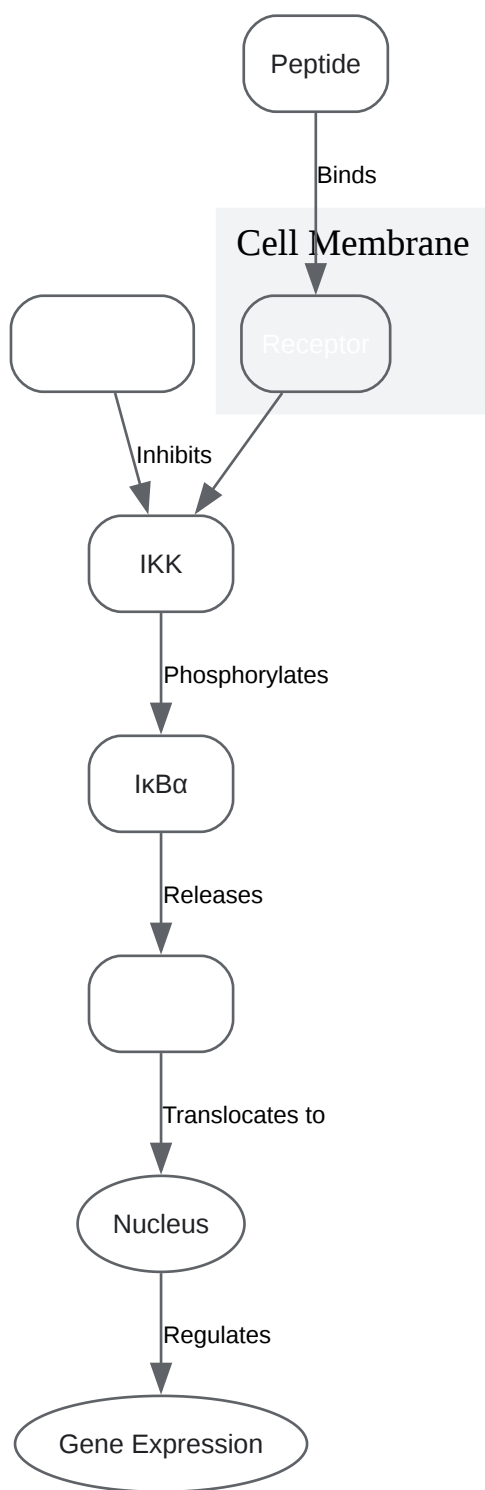 Peptide
Binds
Cell Membrane
Receptor
Inhibits
IKK
Phosphorylates
IκBα
Releases
Translocates to
Nucleus
Regulates
Gene Expression